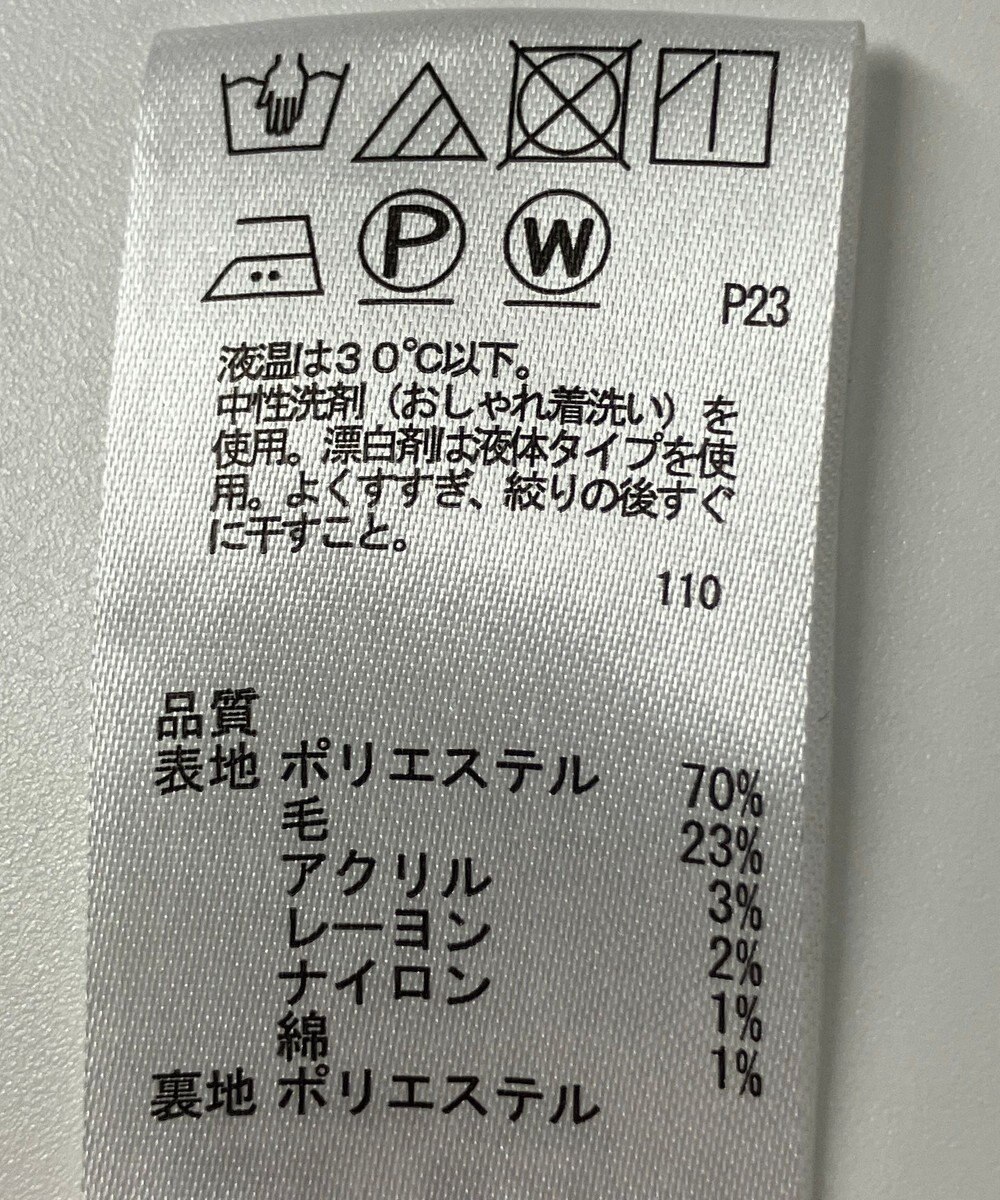 P W
P23
液温は30℃以下。
中性洗剤(おしゃれ着洗い)を
使用。漂白剤は液体タイプを使
用。よくすすぎ、絞りの後すぐ
に干すこと。
110
品質
表地 ポリエステル 70%
毛 23%
アクリル 3%
レーヨン 2%
ナイロン 1%
綿 1%
裏地 ポリエステル